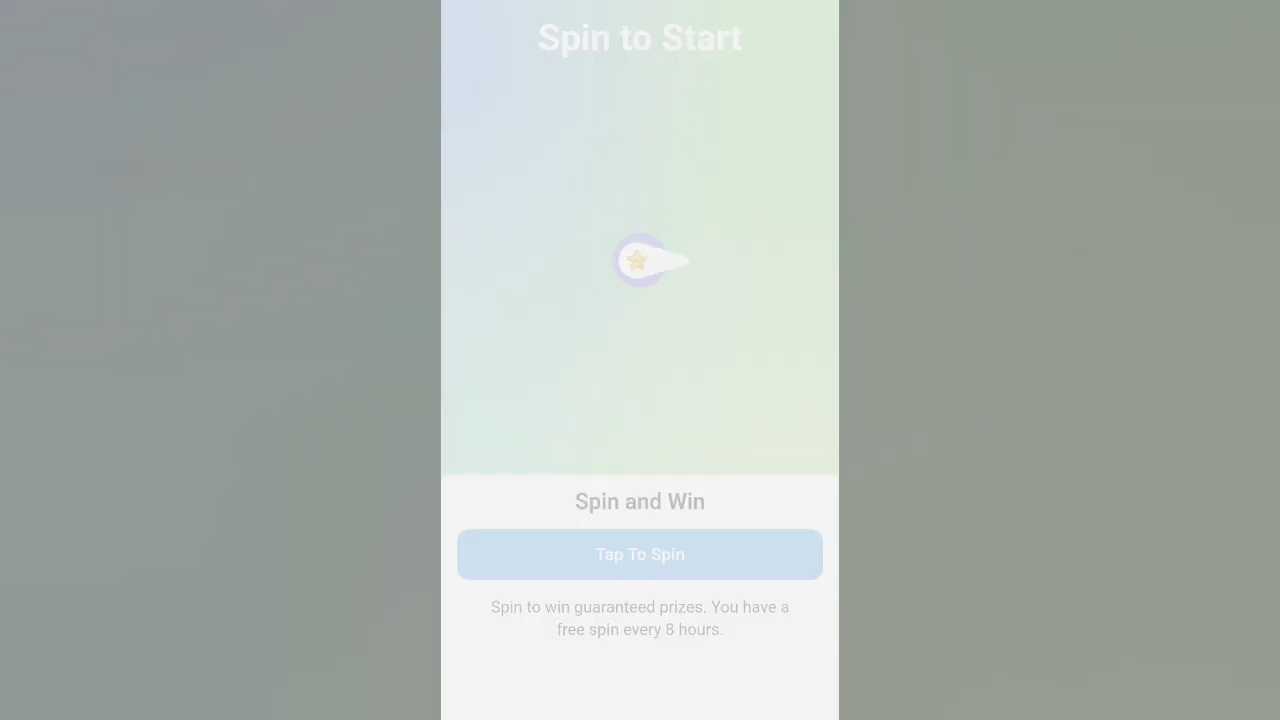 Spin to Start
Spin and Win
Tap To Spin
Spin to win guaranteed prizes. You have a
free spin every 8 hours.